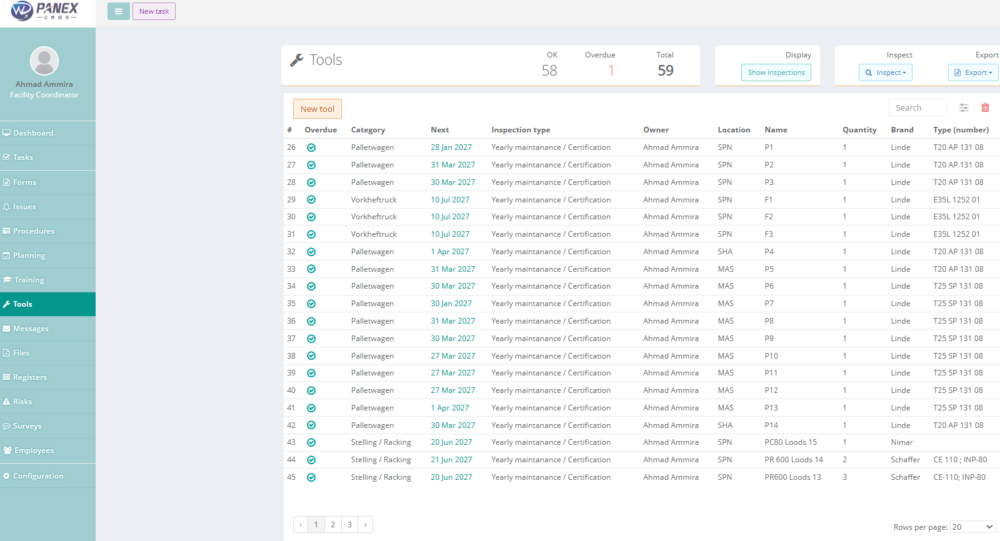 PANEX
泛鼎国际
New task
Ahmad Ammira
Facility Coordinator
Dashboard
Tasks
Forms
Issues
Procedures
Planning
Training
Tools
Messages
Files
Registers
Risks
Surveys
Employees
Configuration
Tools
OK Overdue Total
58 1 59
Display
Show Inspections
Inspect Export
Inspect Export
New tool
Search
# Overdue Category Next Inspection type Owner Location Name Quantity Brand Type (number)
26 Palletwagen 28 Jan 2027 Yearly maintanance / Certification Ahmad Ammira SPN P1 1 Linde T20 AP 131 08
27 Palletwagen 31 Mar 2027 Yearly maintanance / Certification Ahmad Ammira SPN P2 1 Linde T20 AP 131 08
28 Palletwagen 30 Mar 2027 Yearly maintanance / Certification Ahmad Ammira SPN P3 1 Linde T20 AP 131 08
29 Vorkheftruck 10 Jul 2027 Yearly maintanance / Certification Ahmad Ammira SPN F1 1 Linde E35L 1252 01
30 Vorkheftruck 10 Jul 2027 Yearly maintanance / Certification Ahmad Ammira SPN F2 1 Linde E35L 1252 01
31 Vorkheftruck 10 Jul 2027 Yearly maintanance / Certification Ahmad Ammira SPN F3 1 Linde E35L 1252 01
32 Palletwagen 1 Apr 2027 Yearly maintanance / Certification Ahmad Ammira SHA P4 1 Linde T20 AP 131 08
33 Palletwagen 31 Mar 2027 Yearly maintanance / Certification Ahmad Ammira MAS P5 1 Linde T20 AP 131 08
34 Palletwagen 30 Mar 2027 Yearly maintanance / Certification Ahmad Ammira MAS P6 1 Linde T25 SP 131 08
35 Palletwagen 30 Jan 2027 Yearly maintanance / Certification Ahmad Ammira MAS P7 1 Linde T25 SP 131 08
36 Palletwagen 31 Mar 2027 Yearly maintanance / Certification Ahmad Ammira MAS P8 1 Linde T25 SP 131 08
37 Palletwagen 30 Mar 2027 Yearly maintanance / Certification Ahmad Ammira MAS P9 1 Linde T25 SP 131 08
38 Palletwagen 27 Mar 2027 Yearly maintanance / Certification Ahmad Ammira MAS P10 1 Linde T25 SP 131 08
39 Palletwagen 27 Mar 2027 Yearly maintanance / Certification Ahmad Ammira MAS P11 1 Linde T25 SP 131 08
40 Palletwagen 27 Mar 2027 Yearly maintanance / Certification Ahmad Ammira MAS P12 1 Linde T25 SP 131 08
41 Palletwagen 1 Apr 2027 Yearly maintanance / Certification Ahmad Ammira MAS P13 1 Linde T25 SP 131 08
42 Palletwagen 30 Mar 2027 Yearly maintanance / Certification Ahmad Ammira SHA P14 1 Linde T20 AP 131 08
43 Stelling / Racking 20 Jun 2027 Yearly maintanance / Certification Ahmad Ammira SPN PC80 Loods 15 1 Nimar
44 Stelling / Racking 21 Jun 2027 Yearly maintanance / Certification Ahmad Ammira SPN PR 600 Loods 14 2 Schaffer CE 110 ; INP-80
45 Stelling / Racking 20 Jun 2027 Yearly maintanance / Certification Ahmad Ammira SPN PR600 Loods 13 3 Schaffer CE-110; INP-80
‹ 1 2 3 ›
Rows per page: 20